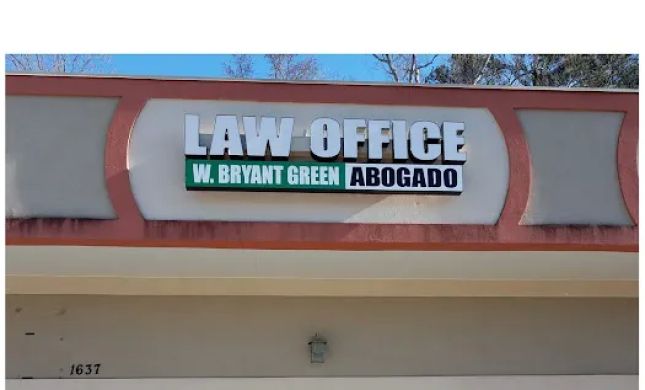 LAW OFFICE
W. BRYANT GREEN ABOGADO
1637